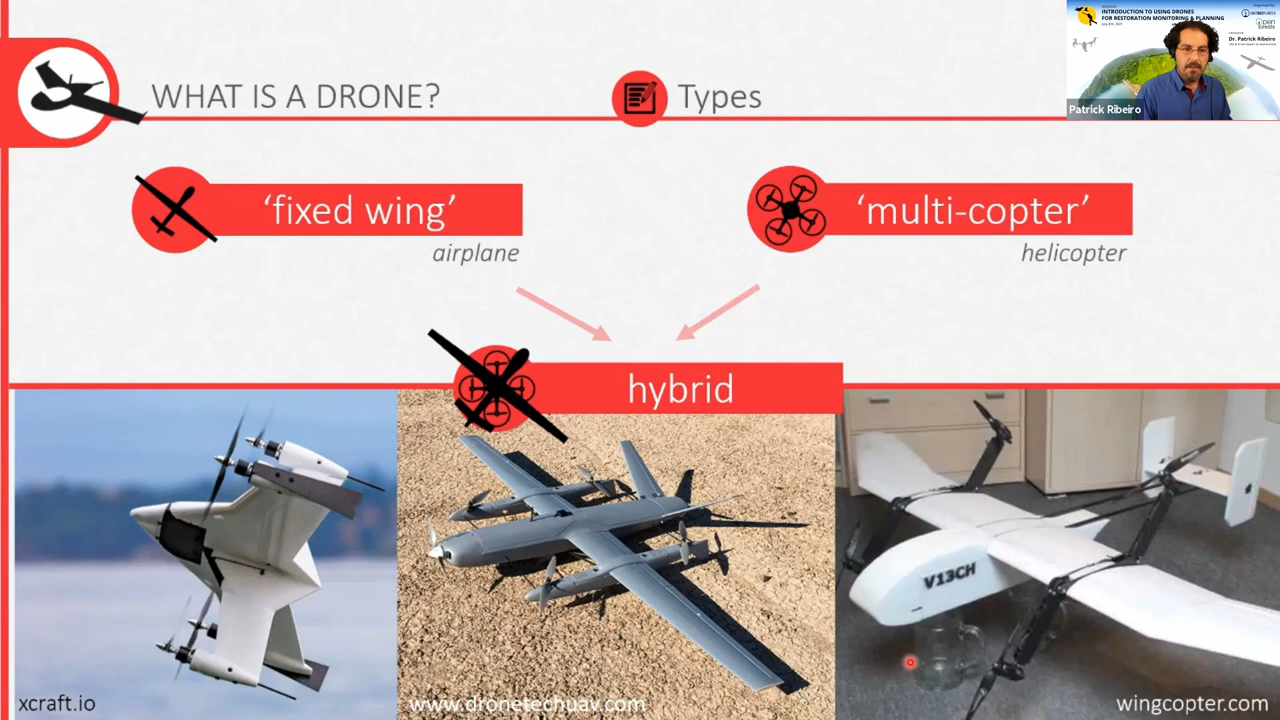 INTRODUCTION TO USING DRONES
FOR RESTORATION MONITORING & PLANNING
Dr. Patrick Ribeiro
Patrick Ribeiro
WHAT IS A DRONE?
Types
‘fixed wing’
airplane
‘multi-copter’
helicopter
hybrid
V13CH
xcraft.io
www.dronetechuav.com
wingcopter.com